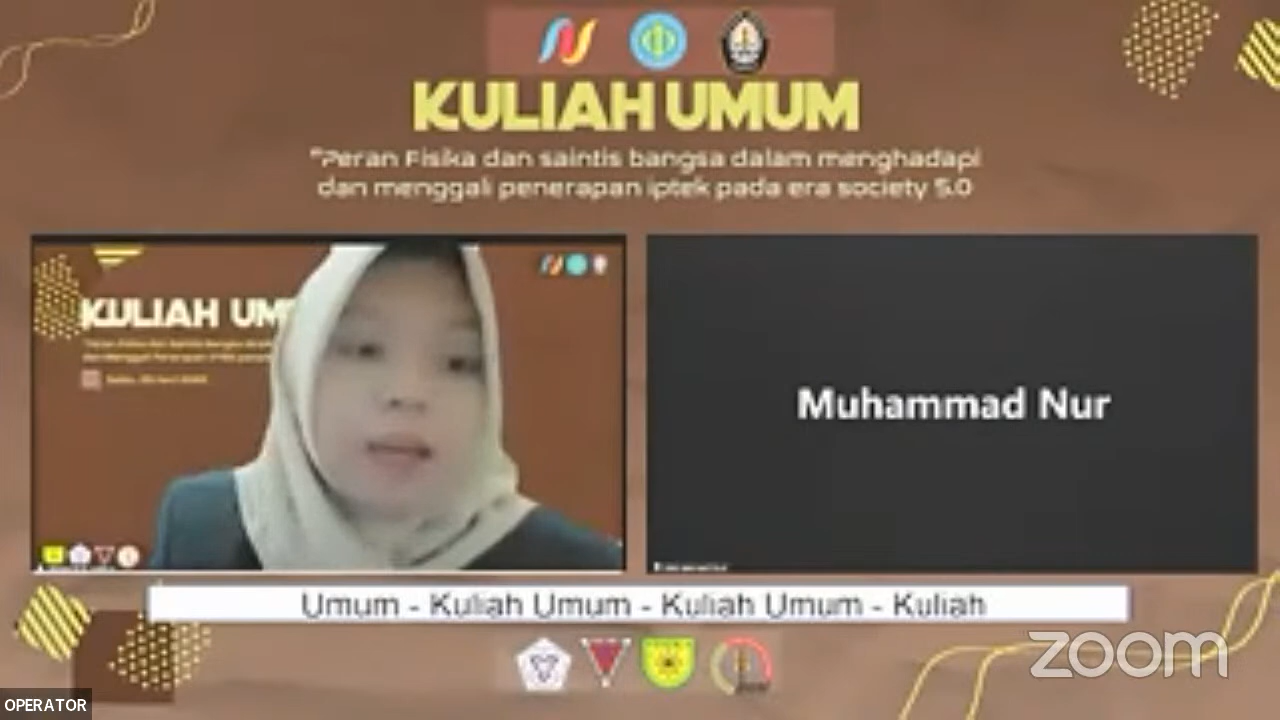 KULIAH UMUM
"Peran Fisika dan saintis bangsa dalam menghadapi
dan menggali penerapan iptek pada era society 5.0
KULIAH UM
Muhammad Nur
Umum - Kuliah Umum - Kuliah Umum - Kuliah
zoom
OPERATOR